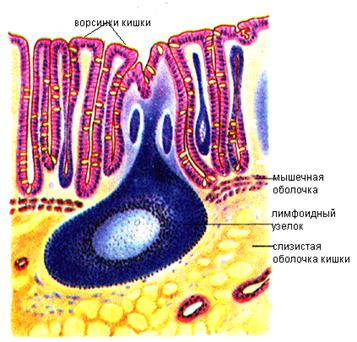 ворсинки кишки
мышечная
оболочка
лимфоидный
узелок
слизистая
оболочка кишки